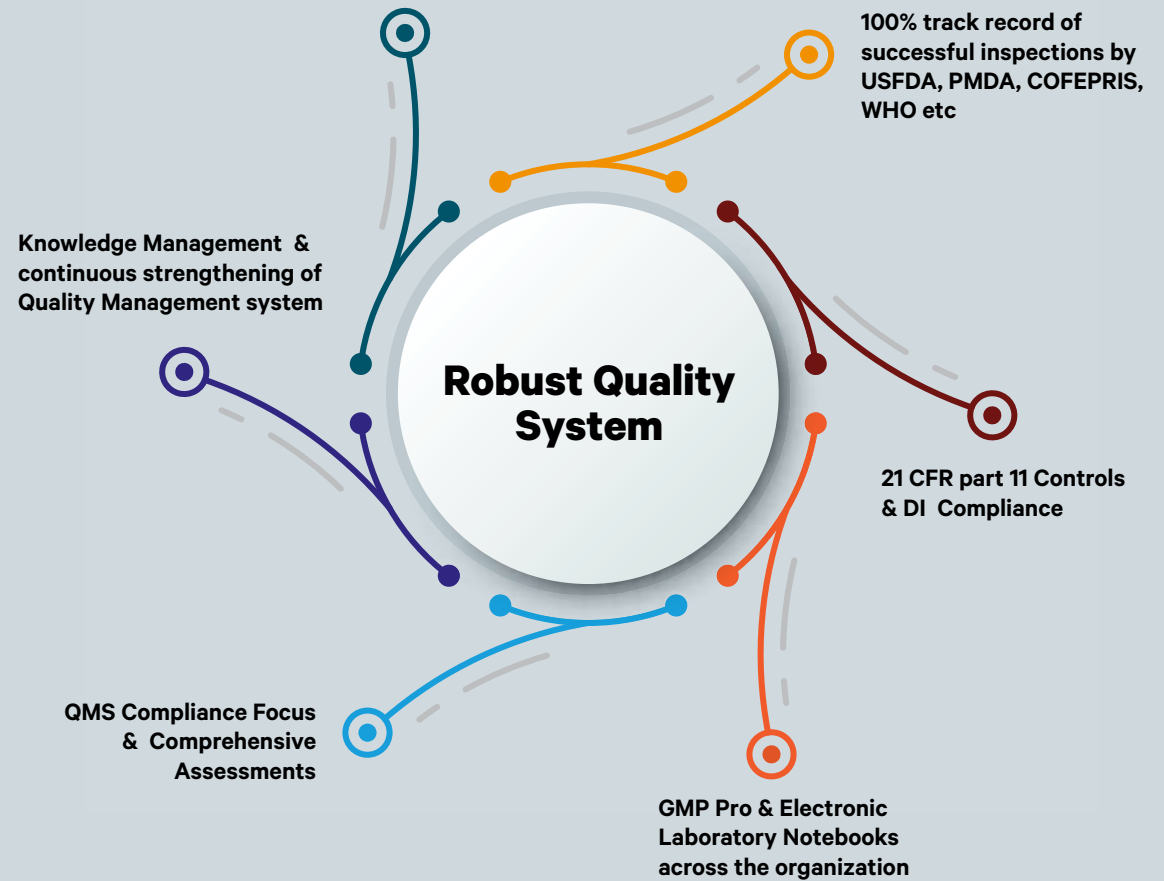 100% track record of
successful inspections by
USFDA, PMDA, COFEPRIS,
WHO etc
Knowledge Management  &
continuous strengthening of
Quality Management system
Robust Quality
System
21 CFR part 11 Controls
& DI  Compliance
QMS Compliance Focus
&  Comprehensive
Assessments
GMP Pro & Electronic
Laboratory Notebooks
across the organization